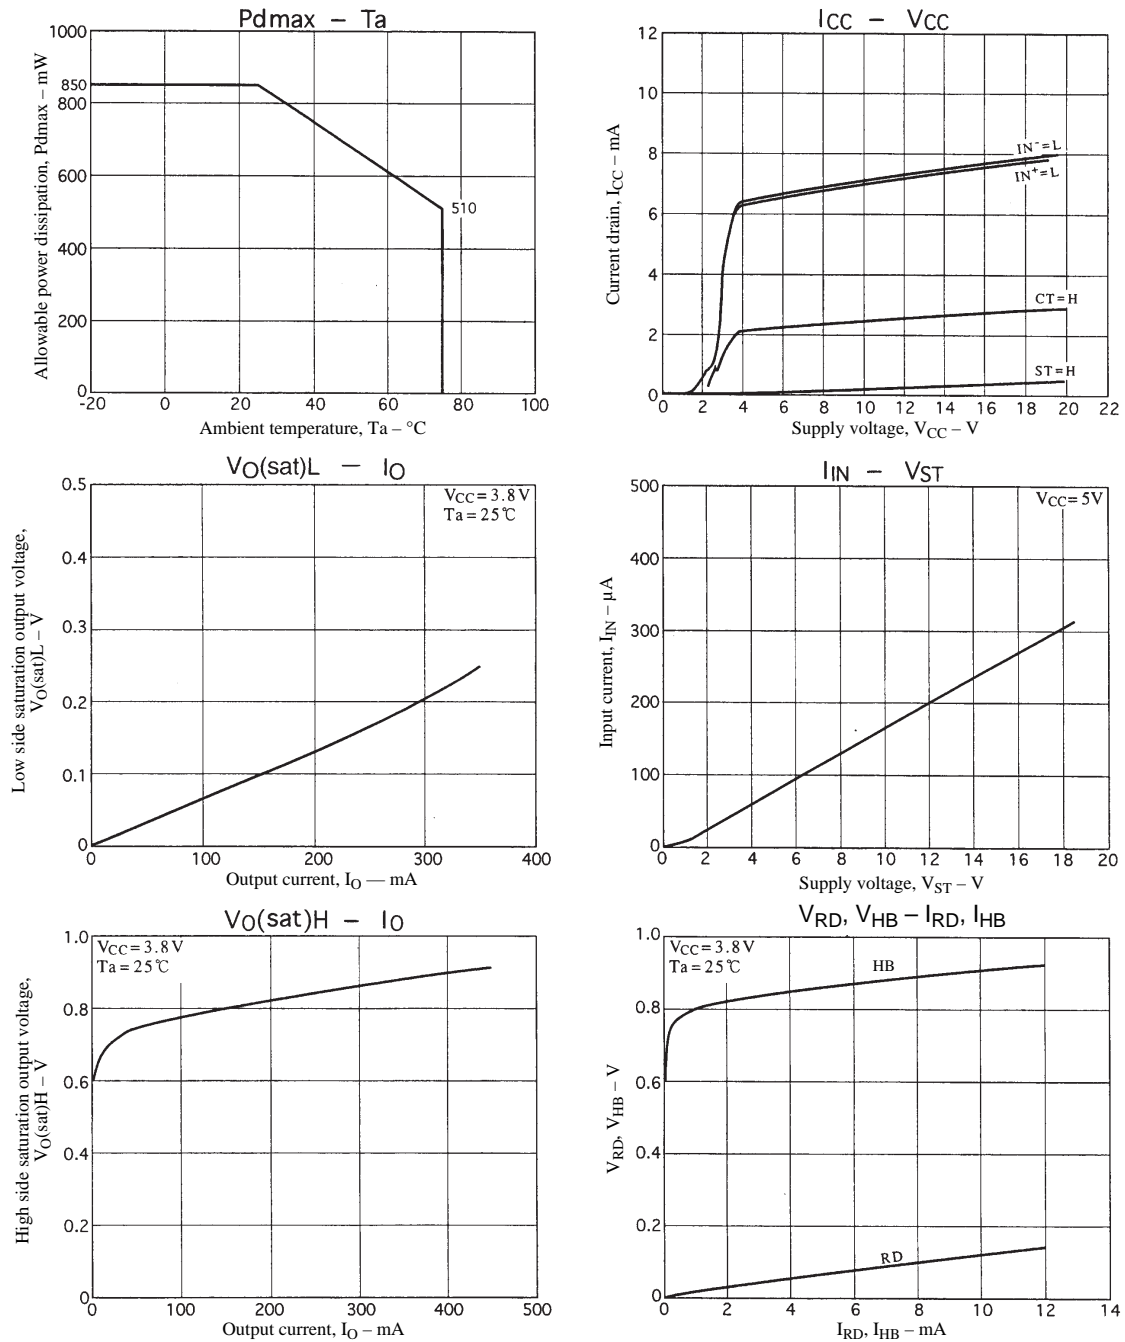 Pdmax – Ta
1000
850
800
600
400
200
0
510
-20
0
20
40
60
80
100
Allowable power dissipation, Pdmax – mW
Ambient temperature, Ta – °C
ICC – VCC
12
10
8
6
4
2
0
IN⁻=L
IN⁺=L
CT=H
ST=H
0
2
4
6
8
10
12
14
16
18
20
22
Current drain, ICC – mA
Supply voltage, VCC – V
VO(sat)L – IO
VCC=3.8V
Ta=25℃
0.5
0.4
0.3
0.2
0.1
0
0
100
200
300
400
Low side saturation output voltage,
VO(sat)L – V
Output current, IO — mA
IIN – VST
VCC=5V
500
400
300
200
100
0
0
2
4
6
8
10
12
14
16
18
20
Input current, IIN – µA
Supply voltage, VST – V
VO(sat)H – IO
VCC=3.8V
Ta=25℃
1.0
0.8
0.6
0.4
0.2
0
0
100
200
300
400
500
High side saturation output voltage,
VO(sat)H – V
Output current, IO – mA
VRD, VHB – IRD, IHB
VCC=3.8V
Ta=25℃
HB
RD
1.0
0.8
0.6
0.4
0.2
0
0
2
4
6
8
10
12
14
VRD, VHB – V
IRD, IHB – mA